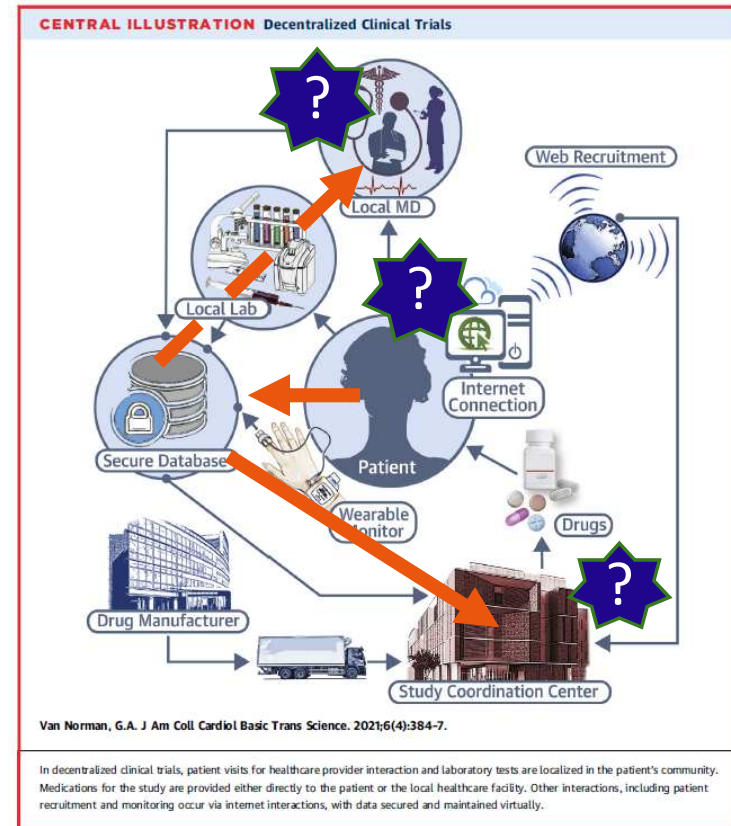 CENTRAL ILLUSTRATION Decentralized Clinical Trials
?
Web Recruitment
Local MD
?
Local Lab
Internet
Connection
Secure Database
Patient
Wearable
Monitor
Drugs
?
Drug Manufacturer
Study Coordination Center
Van Norman, G.A. J Am Coll Cardiol Basic Trans Science. 2021;6(4):384-7.
In decentralized clinical trials, patient visits for healthcare provider interaction and laboratory tests are localized in the patient's community.
Medications for the study are provided either directly to the patient or the local healthcare facility. Other interactions, including patient
recruitment and monitoring occur via internet interactions, with data secured and maintained virtually.